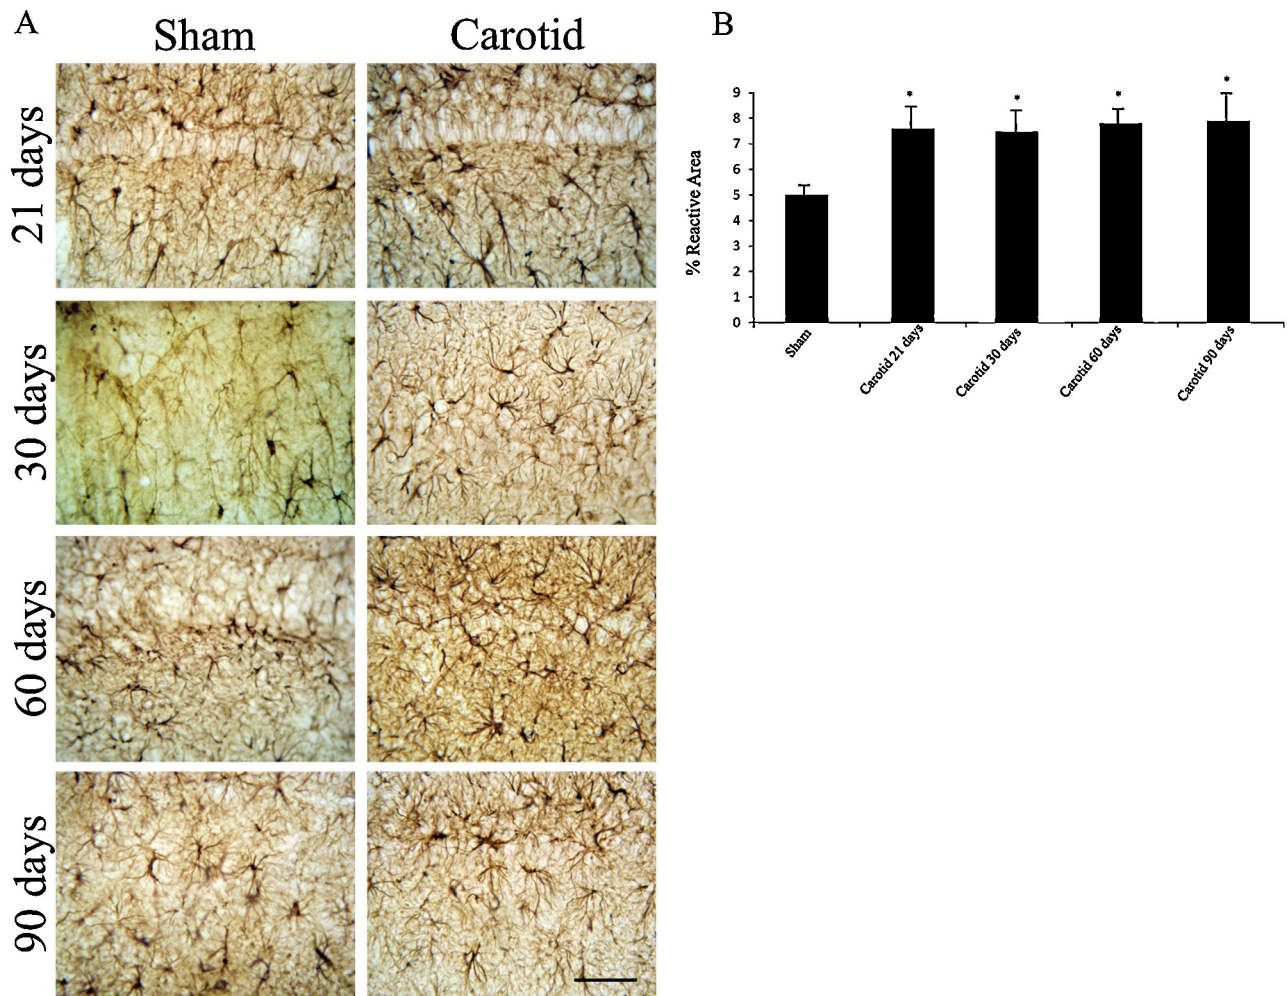 A
Sham
Carotid
21 days
30 days
60 days
90 days
B
% Reactive Area
9
8
7
6
5
4
3
2
1
0
*
*
*
*
Sham
Carotid 21 days
Carotid 30 days
Carotid 60 days
Carotid 90 days